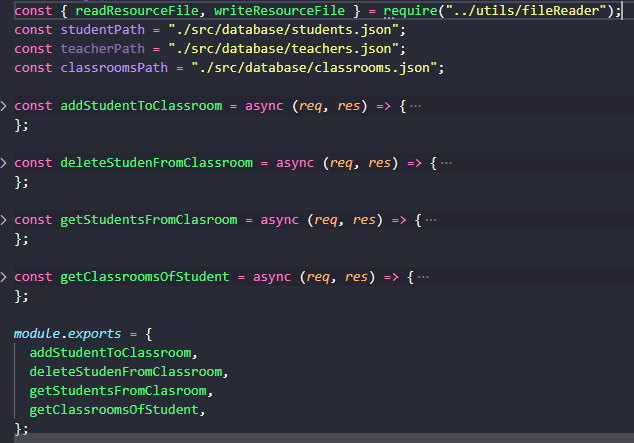 const { readResourceFile, writeResourceFile } = require("../utils/fileReader");
const studentPath = "./src/database/students.json";
const teacherPath = "./src/database/teachers.json";
const classroomsPath = "./src/database/classrooms.json";
const addStudentToClassroom = async (req, res) => { ···
};
const deleteStudenFromClassroom = async (req, res) => { ···
};
const getStudentsFromClasroom = async (req, res) => { ···
};
const getClassroomsOfStudent = async (req, res) => { ···
};
module.exports = {
addStudentToClassroom,
deleteStudenFromClassroom,
getStudentsFromClasroom,
getClassroomsOfStudent,
};